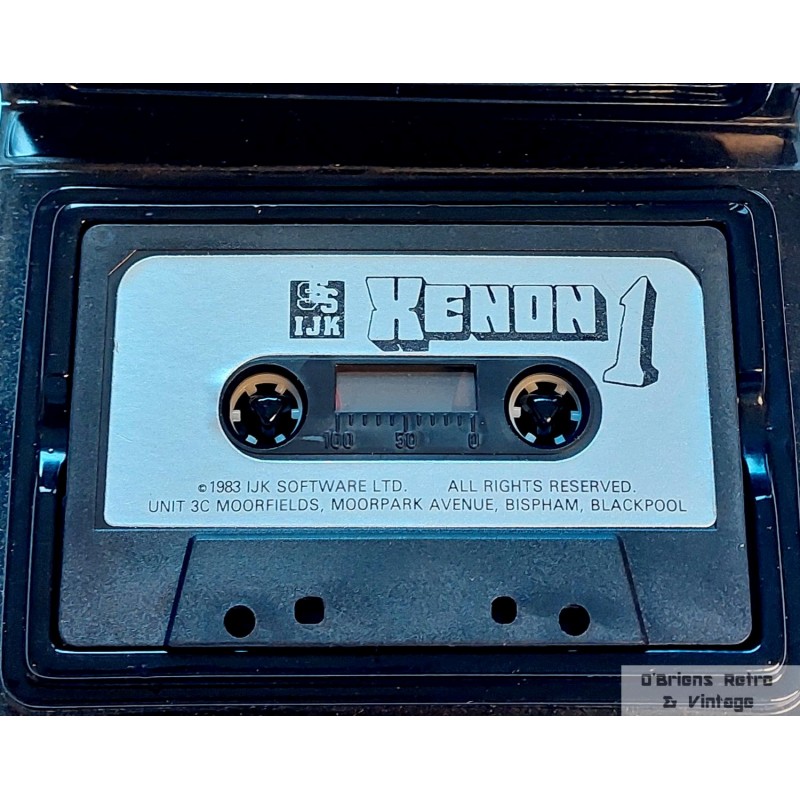 SS
IJK
XENON 1
100 50 0
©1983 IJK SOFTWARE LTD. ALL RIGHTS RESERVED.
UNIT 3C MOORFIELDS, MOORPARK AVENUE, BISPHAM, BLACKPOOL
O'Briens Retro
& Vintage